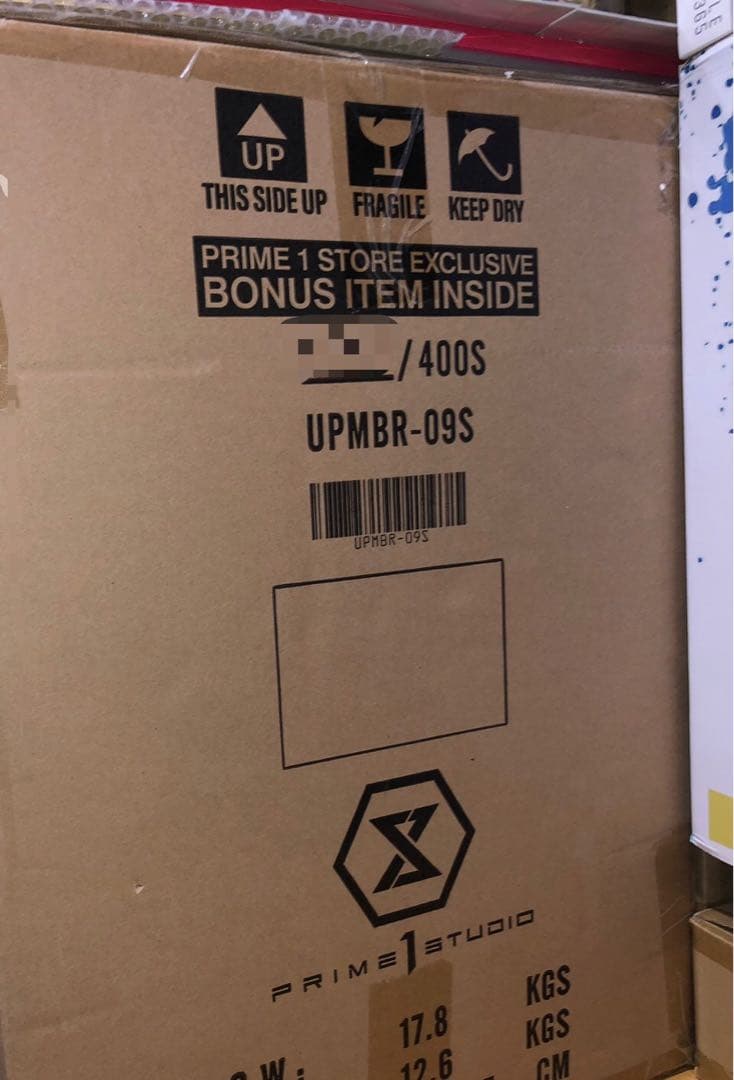 UP
THIS SIDE UP FRAGILE KEEP DRY
PRIME 1 STORE EXCLUSIVE
BONUS ITEM INSIDE
/400S
UPMBR-09S
UPMBR-09S
PRIME 1 STUDIO
17.8 KGS
W: 12.6 KGS
CM
365